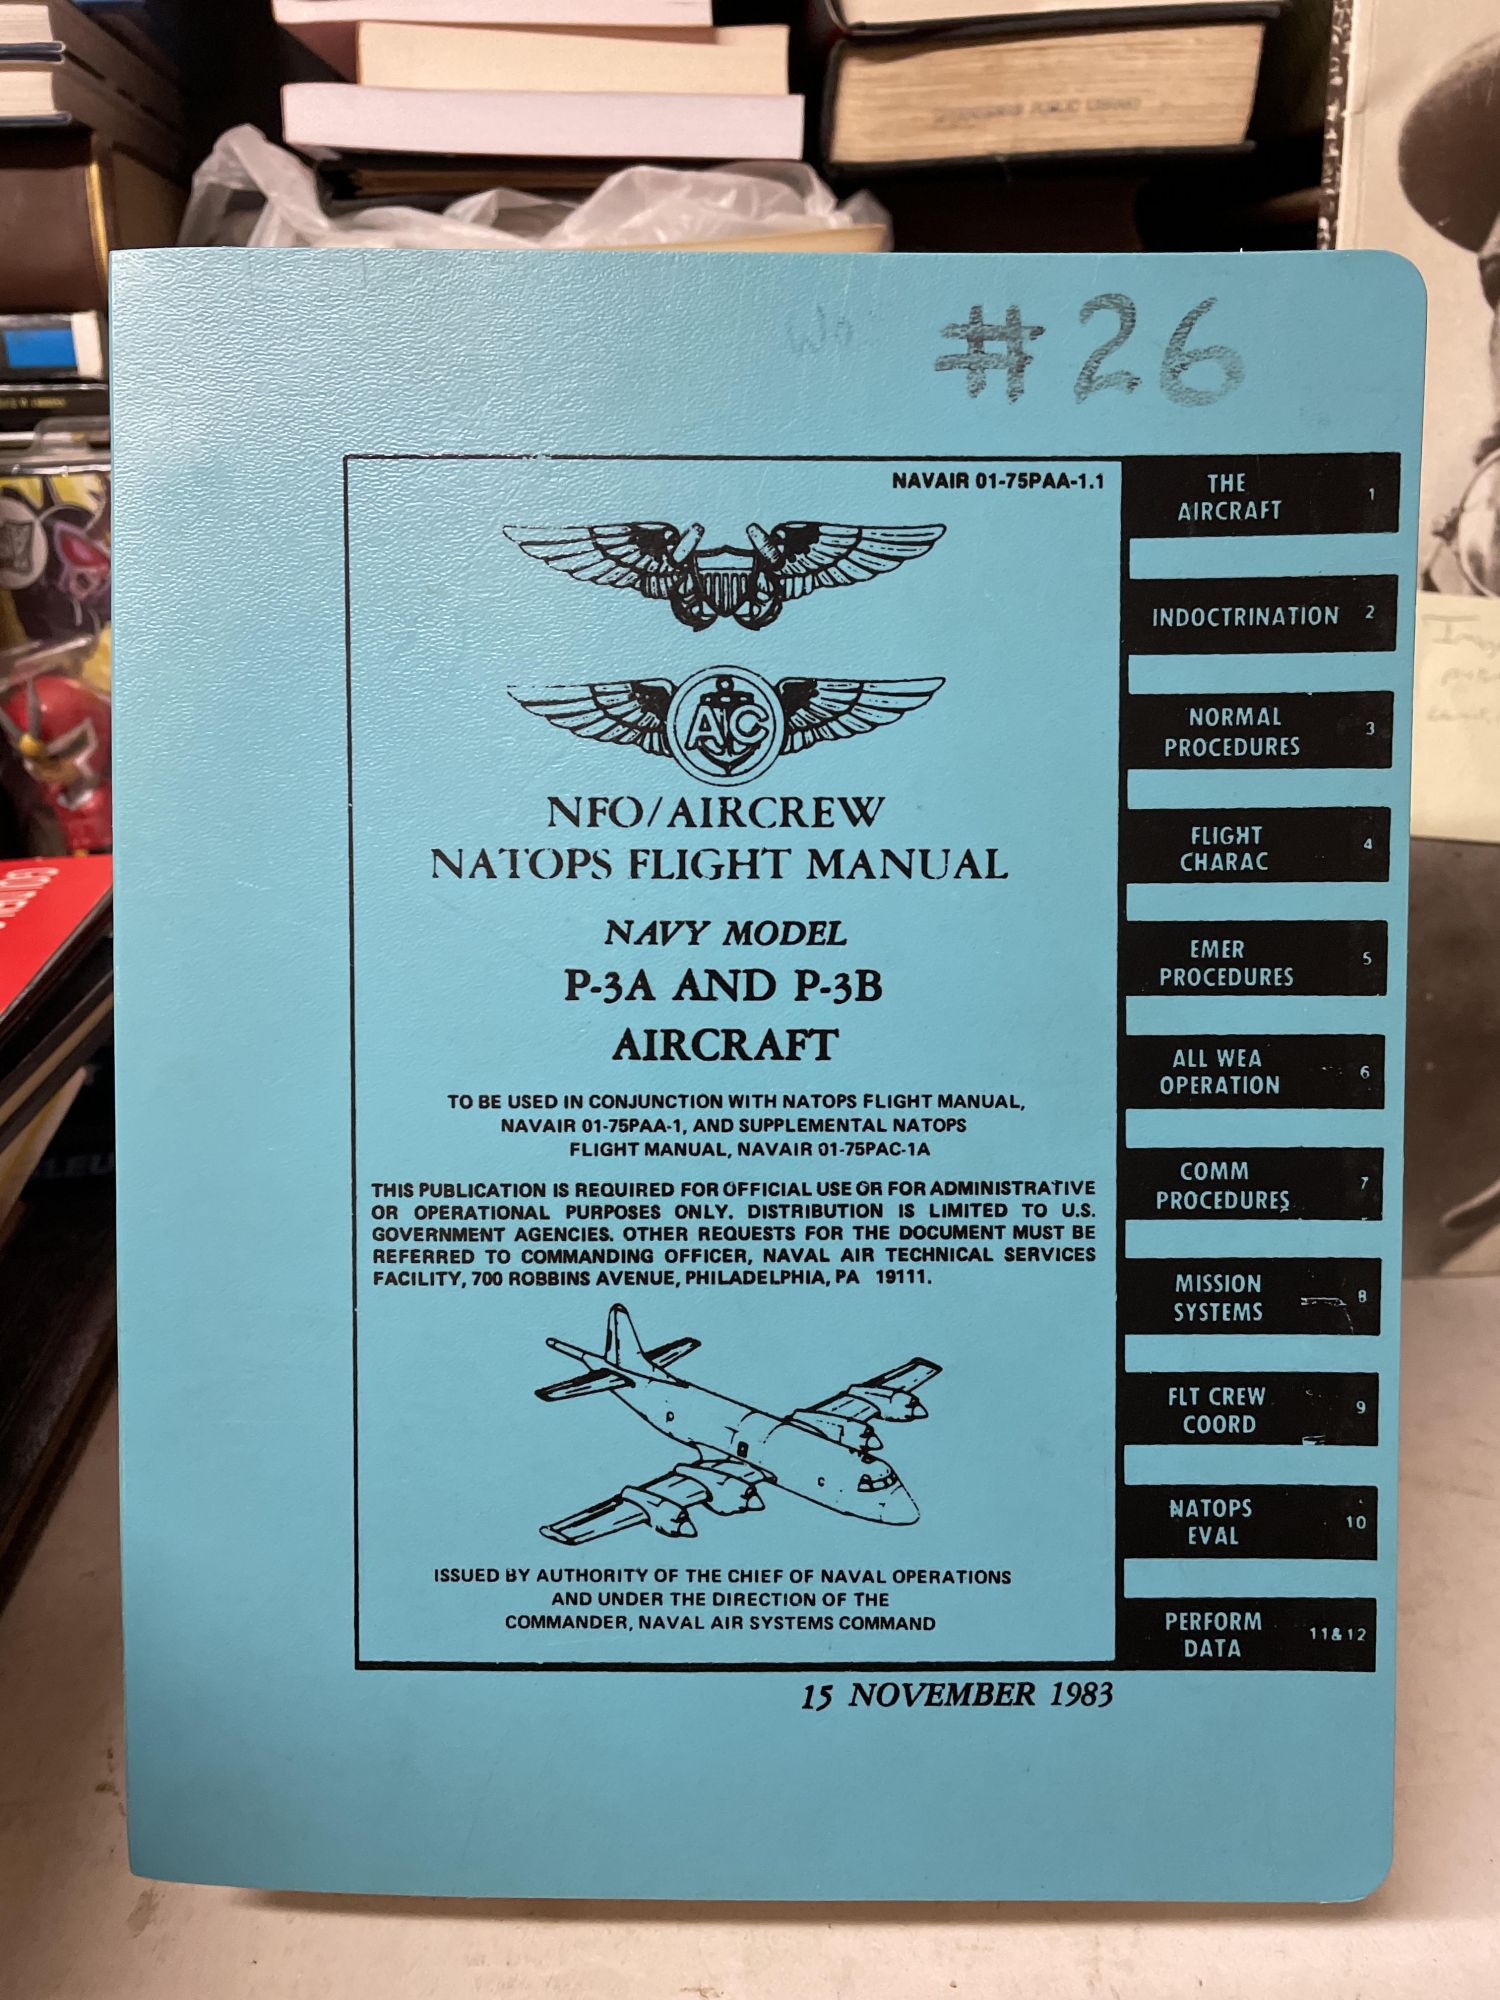 #26
NAVAIR 01-75PAA-1.1
A C
NFO/AIRCREW
NATOPS FLIGHT MANUAL
NAVY MODEL
P-3A AND P-3B
AIRCRAFT
TO BE USED IN CONJUNCTION WITH NATOPS FLIGHT MANUAL,
NAVAIR 01-75PAA-1, AND SUPPLEMENTAL NATOPS
FLIGHT MANUAL, NAVAIR 01-75PAC-1A
THIS PUBLICATION IS REQUIRED FOR OFFICIAL USE OR FOR ADMINISTRATIVE
OR OPERATIONAL PURPOSES ONLY. DISTRIBUTION IS LIMITED TO U.S.
GOVERNMENT AGENCIES. OTHER REQUESTS FOR THE DOCUMENT MUST BE
REFERRED TO COMMANDING OFFICER, NAVAL AIR TECHNICAL SERVICES
FACILITY, 700 ROBBINS AVENUE, PHILADELPHIA, PA 19111.
ISSUED BY AUTHORITY OF THE CHIEF OF NAVAL OPERATIONS
AND UNDER THE DIRECTION OF THE
COMMANDER, NAVAL AIR SYSTEMS COMMAND
15 NOVEMBER 1983
THE
AIRCRAFT 1
INDOCTRINATION 2
NORMAL
PROCEDURES 3
FLIGHT
CHARAC 4
EMER
PROCEDURES 5
ALL WEA
OPERATION 6
COMM
PROCEDURES 7
MISSION
SYSTEMS 8
FLT CREW
COORD 9
NATOPS
EVAL 10
PERFORM
DATA 11&12
PUBLIC LIBRARY